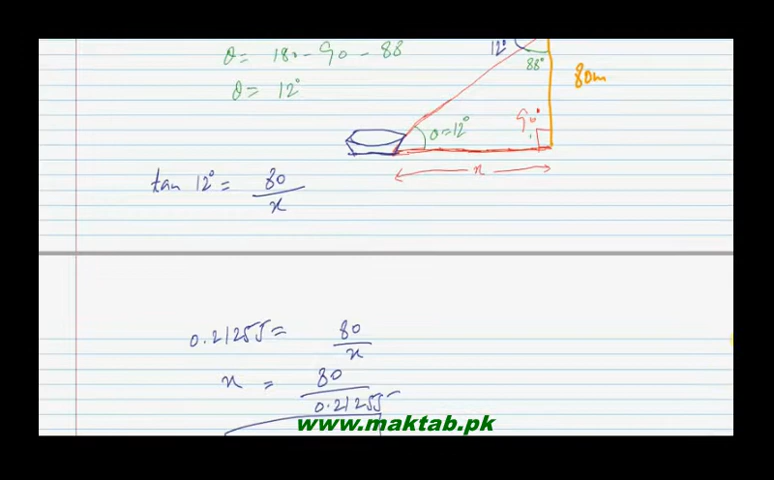 θ = 180 - 90 - 88
θ = 12°
12°
88°
80m
90°
θ=12°
x
tan 12° = 80/x
0.21255 = 80/x
x = 80/0.21255
www.maktab.pk